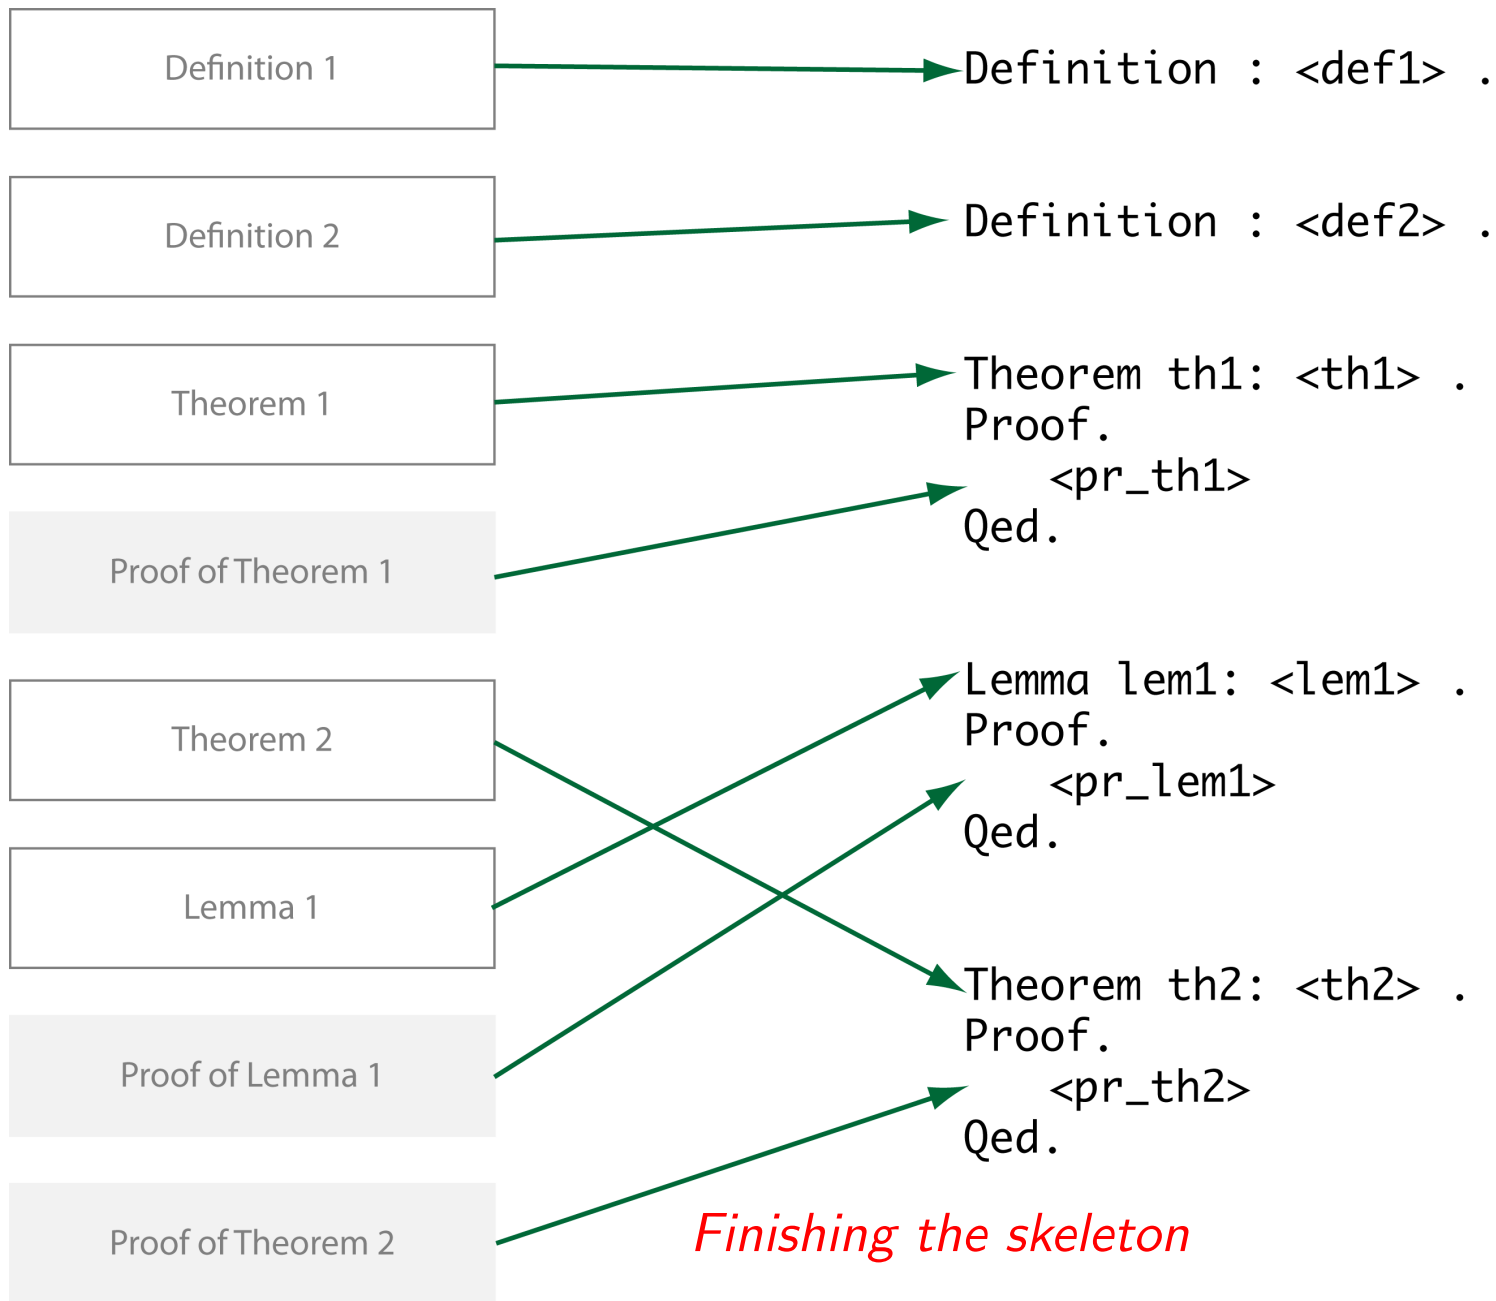 Definition 1
Definition 2
Theorem 1
Proof of Theorem 1
Theorem 2
Lemma 1
Proof of Lemma 1
Proof of Theorem 2
Definition : <def1> .
Definition : <def2> .
Theorem th1: <th1> .
Proof.
<pr_th1>
Qed.
Lemma lem1: <lem1> .
Proof.
<pr_lem1>
Qed.
Theorem th2: <th2> .
Proof.
<pr_th2>
Qed.
Finishing the skeleton